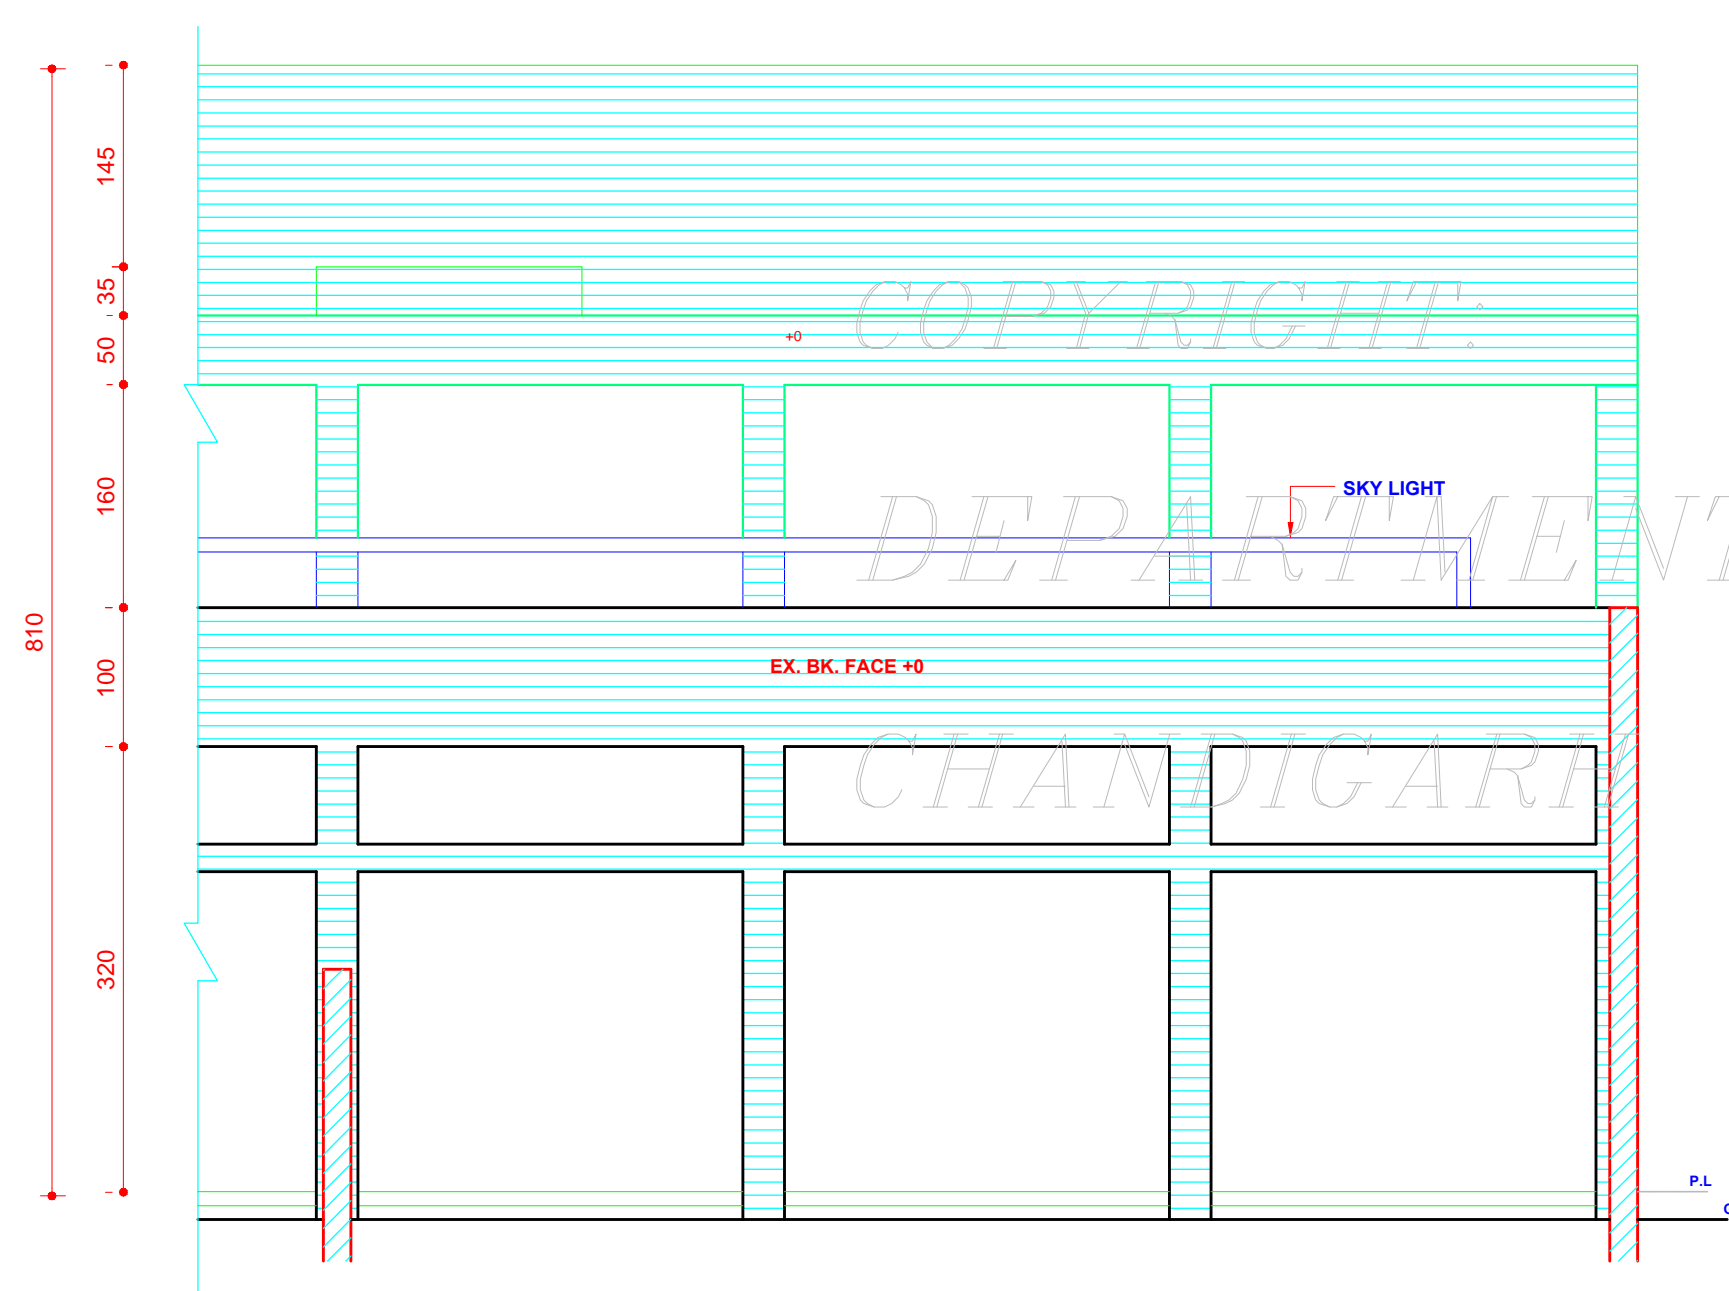 145
35
50
160
100
320
810
+0
COPYRIGHT:
SKY LIGHT
DEPARTMENT
EX. BK. FACE +0
CHANDIGARH
P.L